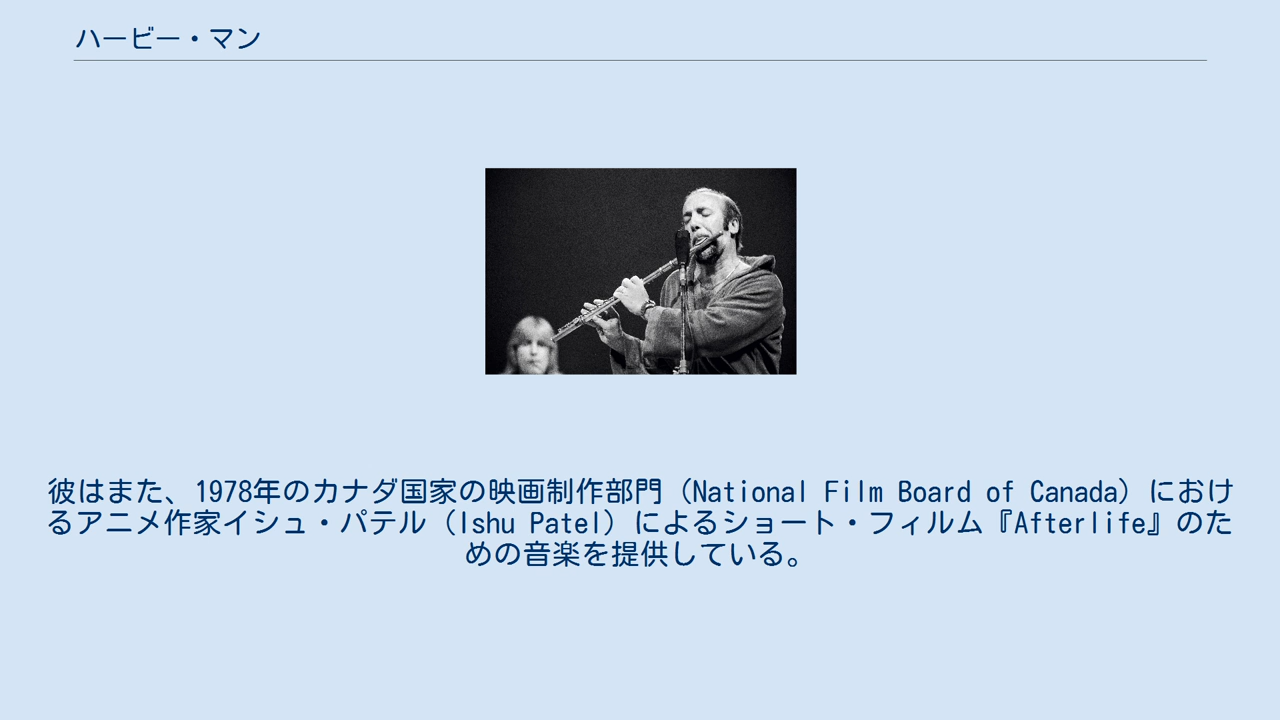 ハービー・マン
彼はまた、1978年のカナダ国家の映画制作部門（National Film Board of Canada）におけ
るアニメ作家イシュ・パテル（Ishu Patel）によるショート・フィルム『Afterlife』のた
めの音楽を提供している。